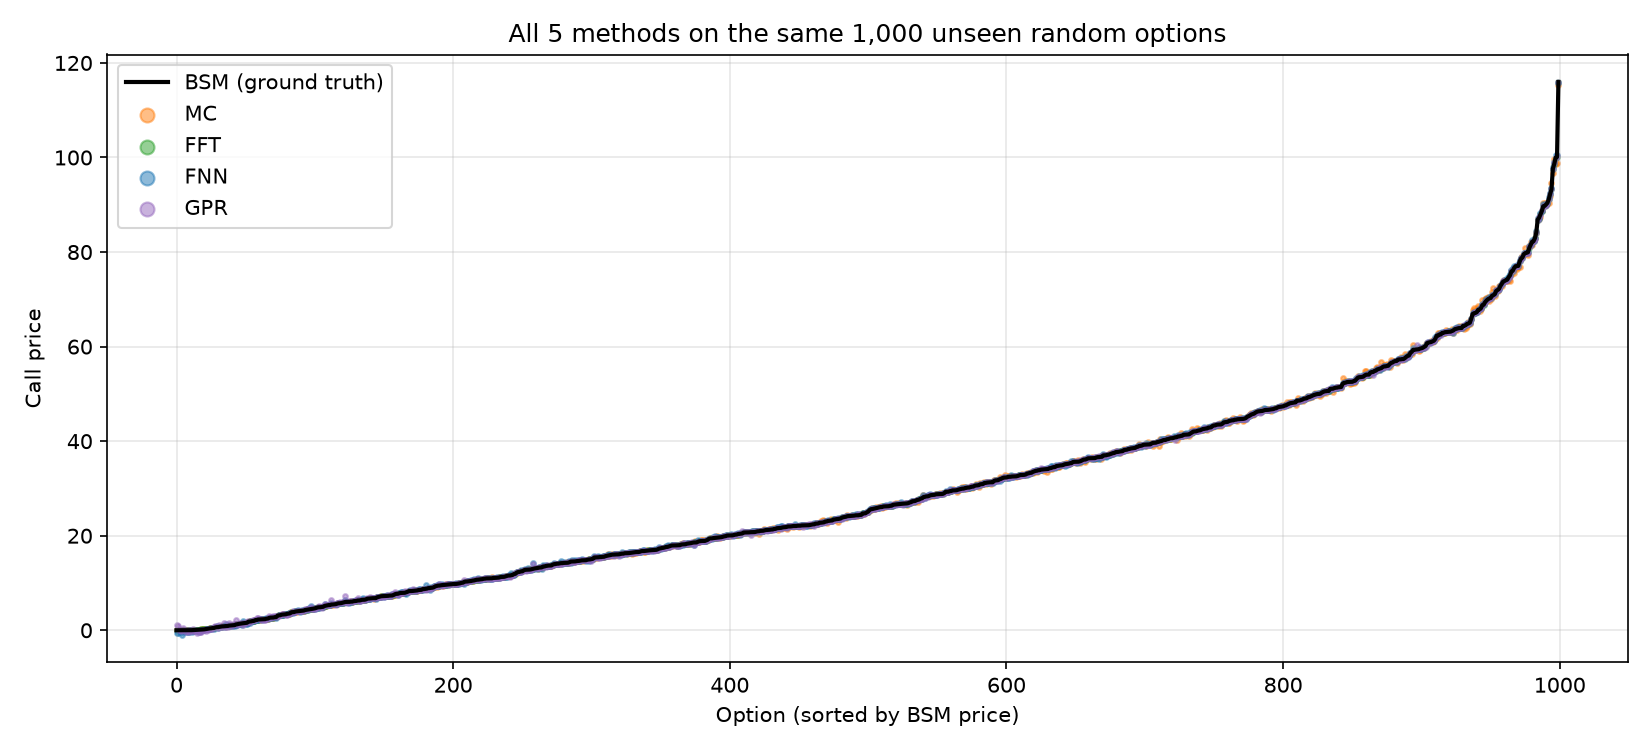 All 5 methods on the same 1,000 unseen random options
BSM (ground truth)
MC
FFT
FNN
GPR
120
100
80
60
40
20
0
Call price
0 200 400 600 800 1000
Option (sorted by BSM price)